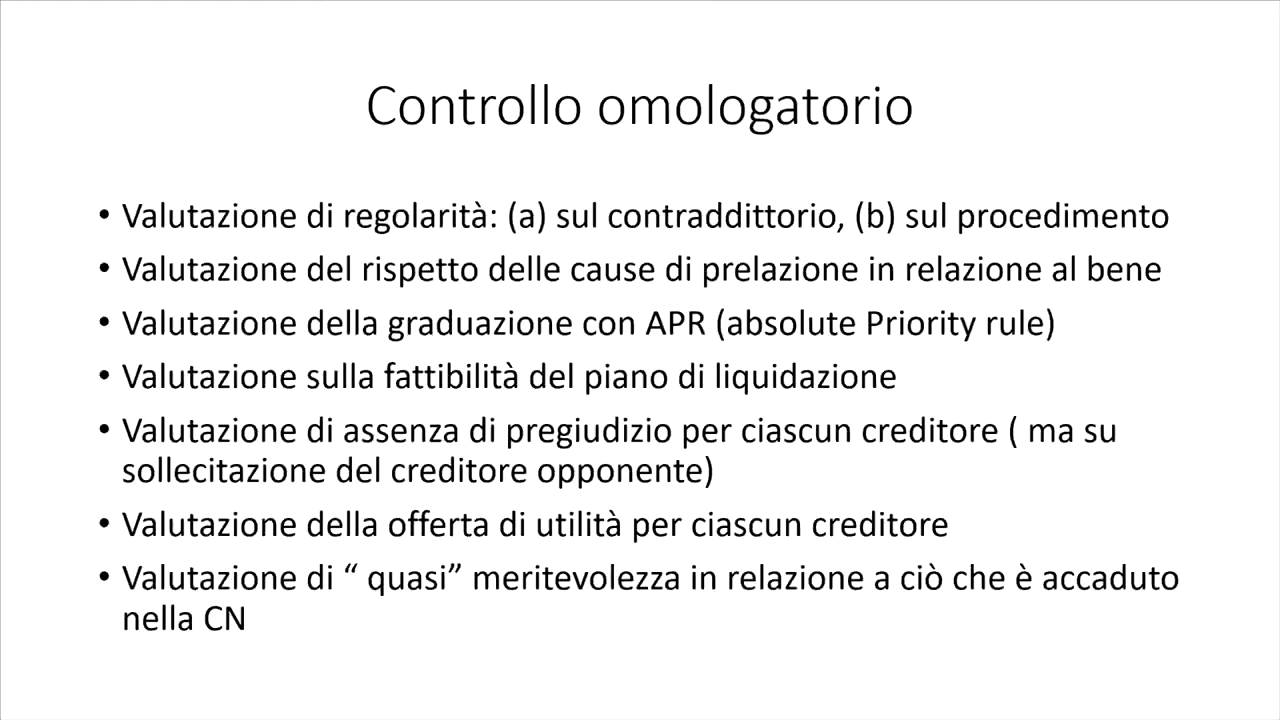 Controllo omologatorio
• Valutazione di regolarità: (a) sul contraddittorio, (b) sul procedimento
• Valutazione del rispetto delle cause di prelazione in relazione al bene
• Valutazione della graduazione con APR (absolute Priority rule)
• Valutazione sulla fattibilità del piano di liquidazione
• Valutazione di assenza di pregiudizio per ciascun creditore ( ma su
sollecitazione del creditore opponente)
• Valutazione della offerta di utilità per ciascun creditore
• Valutazione di “ quasi” meritevolezza in relazione a ciò che è accaduto
nella CN